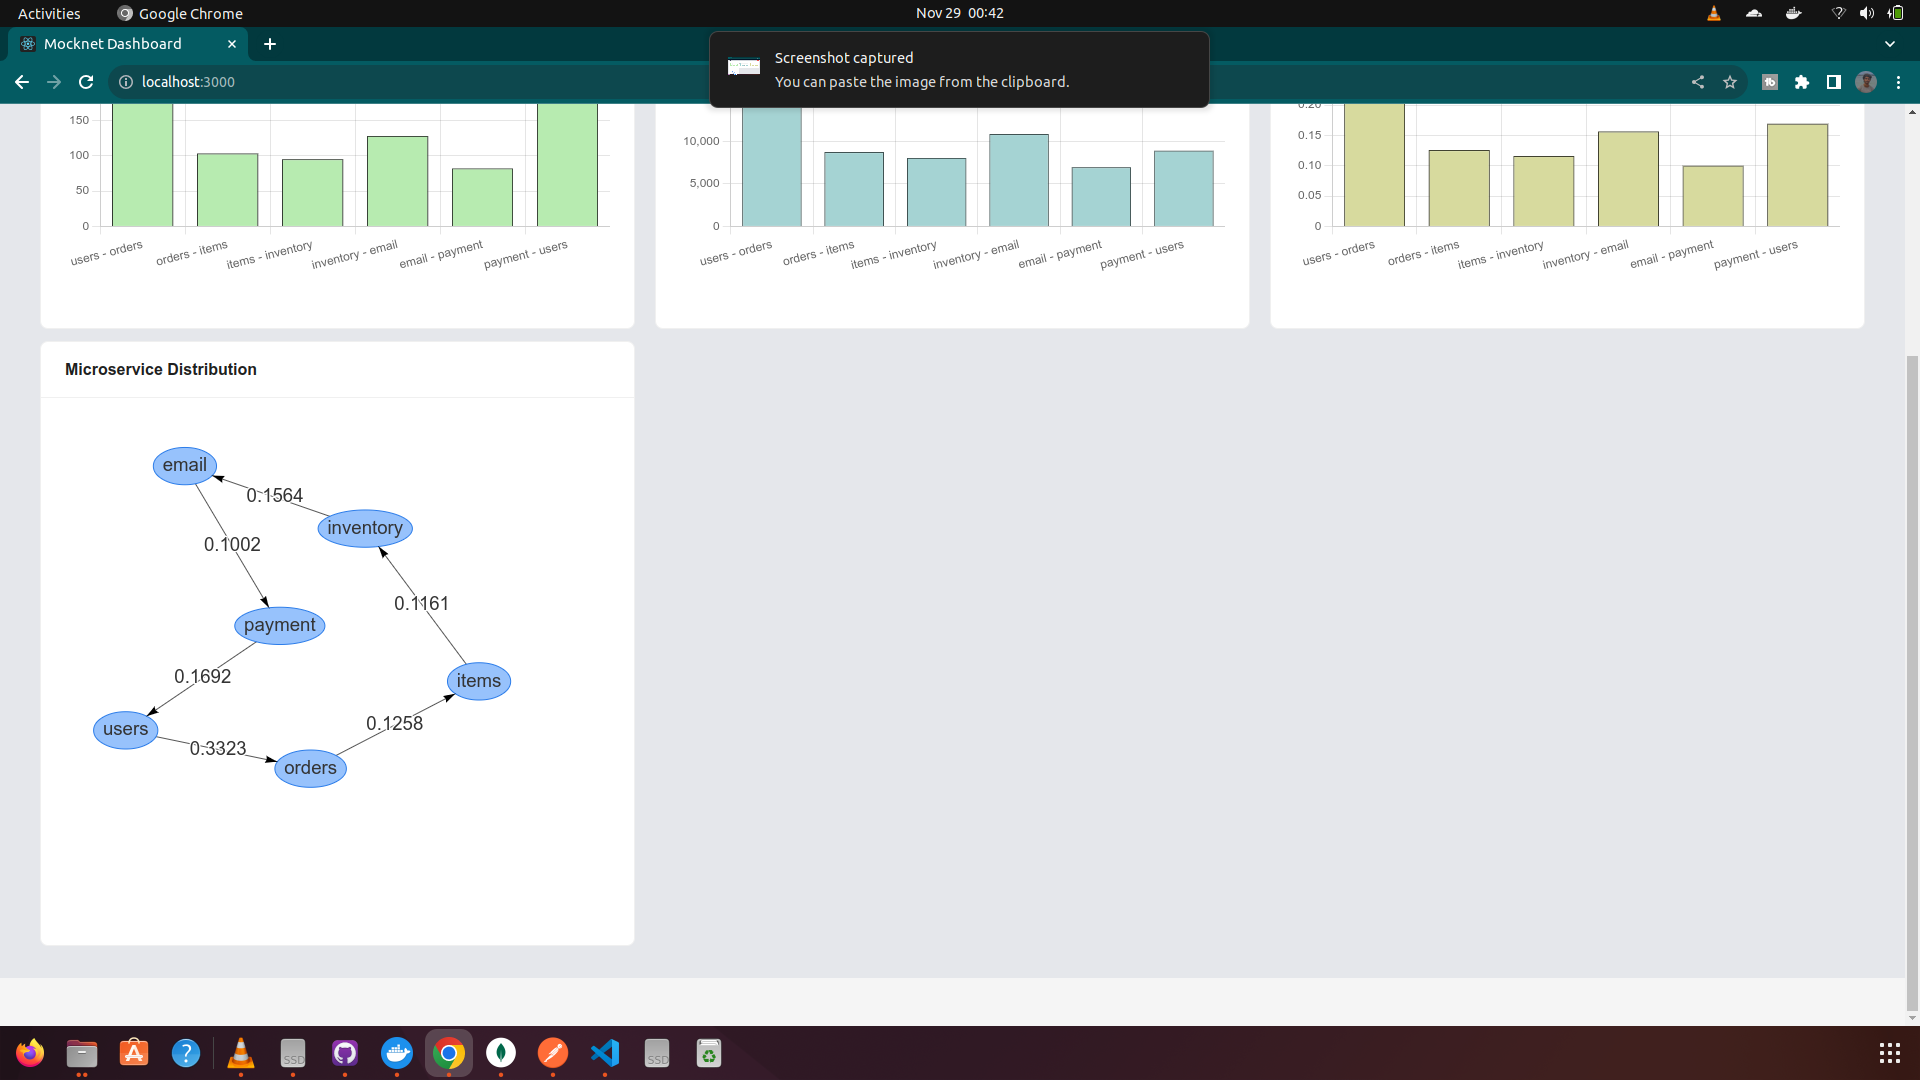 Activities
Google Chrome
Nov 29 00:42
Mocknet Dashboard
localhost:3000
Screenshot captured
You can paste the image from the clipboard.
150
100
50
0
users - orders
orders - items
items - inventory
inventory - email
email - payment
payment - users
10,000
5,000
0
users - orders
orders - items
items - inventory
inventory - email
email - payment
payment - users
0.20
0.15
0.10
0.05
0
users - orders
orders - items
items - inventory
inventory - email
email - payment
payment - users
Microservice Distribution
email
0.1564
inventory
0.1002
0.1161
payment
0.1692
items
users
0.1258
0.3323
orders
SSD
SSD